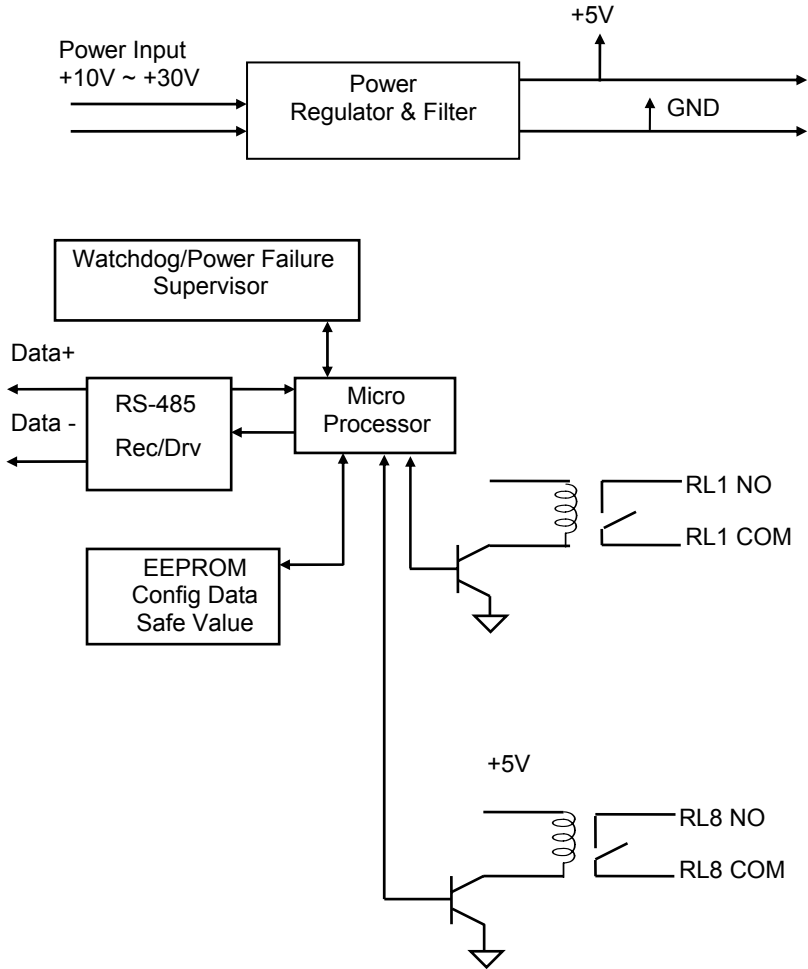 +5V
Power Input
+10V ~ +30V
Power
Regulator & Filter
GND
Watchdog/Power Failure
Supervisor
Data+
Data -
RS-485
Rec/Drv
Micro
Processor
RL1 NO
RL1 COM
EEPROM
Config Data
Safe Value
+5V
RL8 NO
RL8 COM